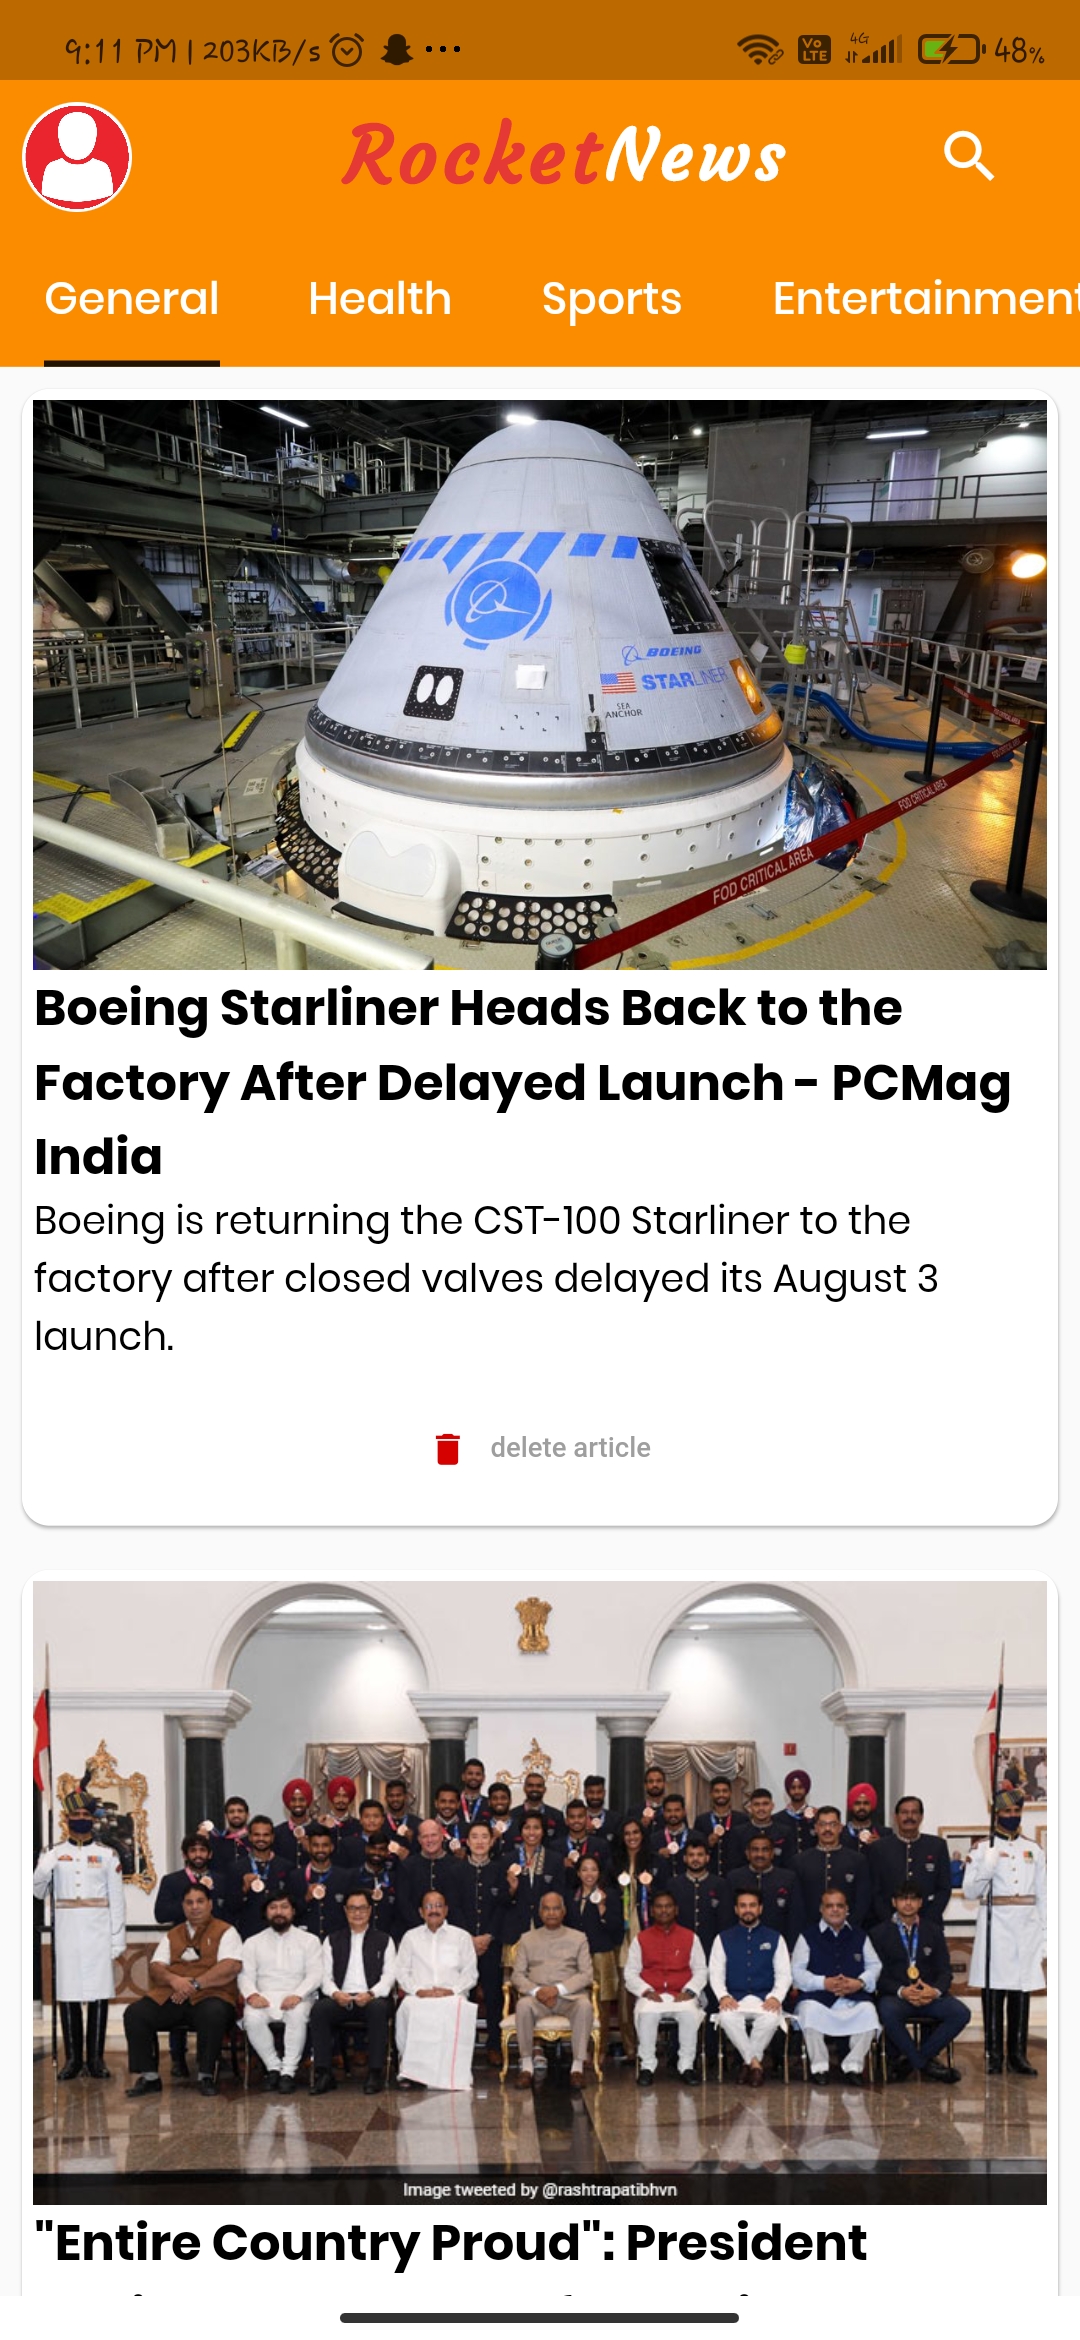 9:11 PM | 203KB/s
Vo LTE 4G 48%
RocketNews
General Health Sports Entertainment
BOEING
STARLINER
SEA
ANCHOR
FOD CRITICAL AREA
FOD CRITICAL AREA
Boeing Starliner Heads Back to the
Factory After Delayed Launch - PCMag
India
Boeing is returning the CST-100 Starliner to the
factory after closed valves delayed its August 3
launch.
delete article
Image tweeted by @rashtrapatibhvn
"Entire Country Proud": President